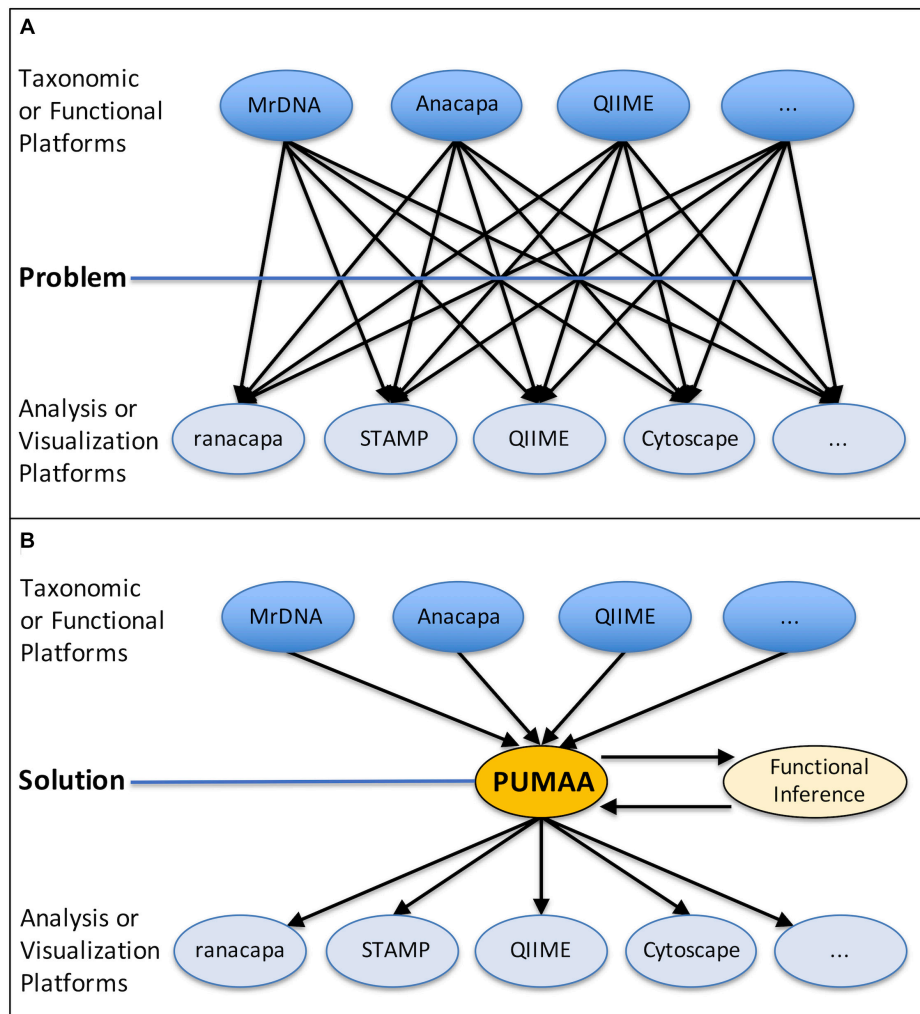 A
Taxonomic
or Functional
Platforms
MrDNA
Anacapa
QIIME
...
Problem
Analysis or
Visualization
Platforms
ranacapa
STAMP
QIIME
Cytoscape
...
B
Taxonomic
or Functional
Platforms
MrDNA
Anacapa
QIIME
...
Solution
PUMAA
Functional
Inference
Analysis or
Visualization
Platforms
ranacapa
STAMP
QIIME
Cytoscape
...